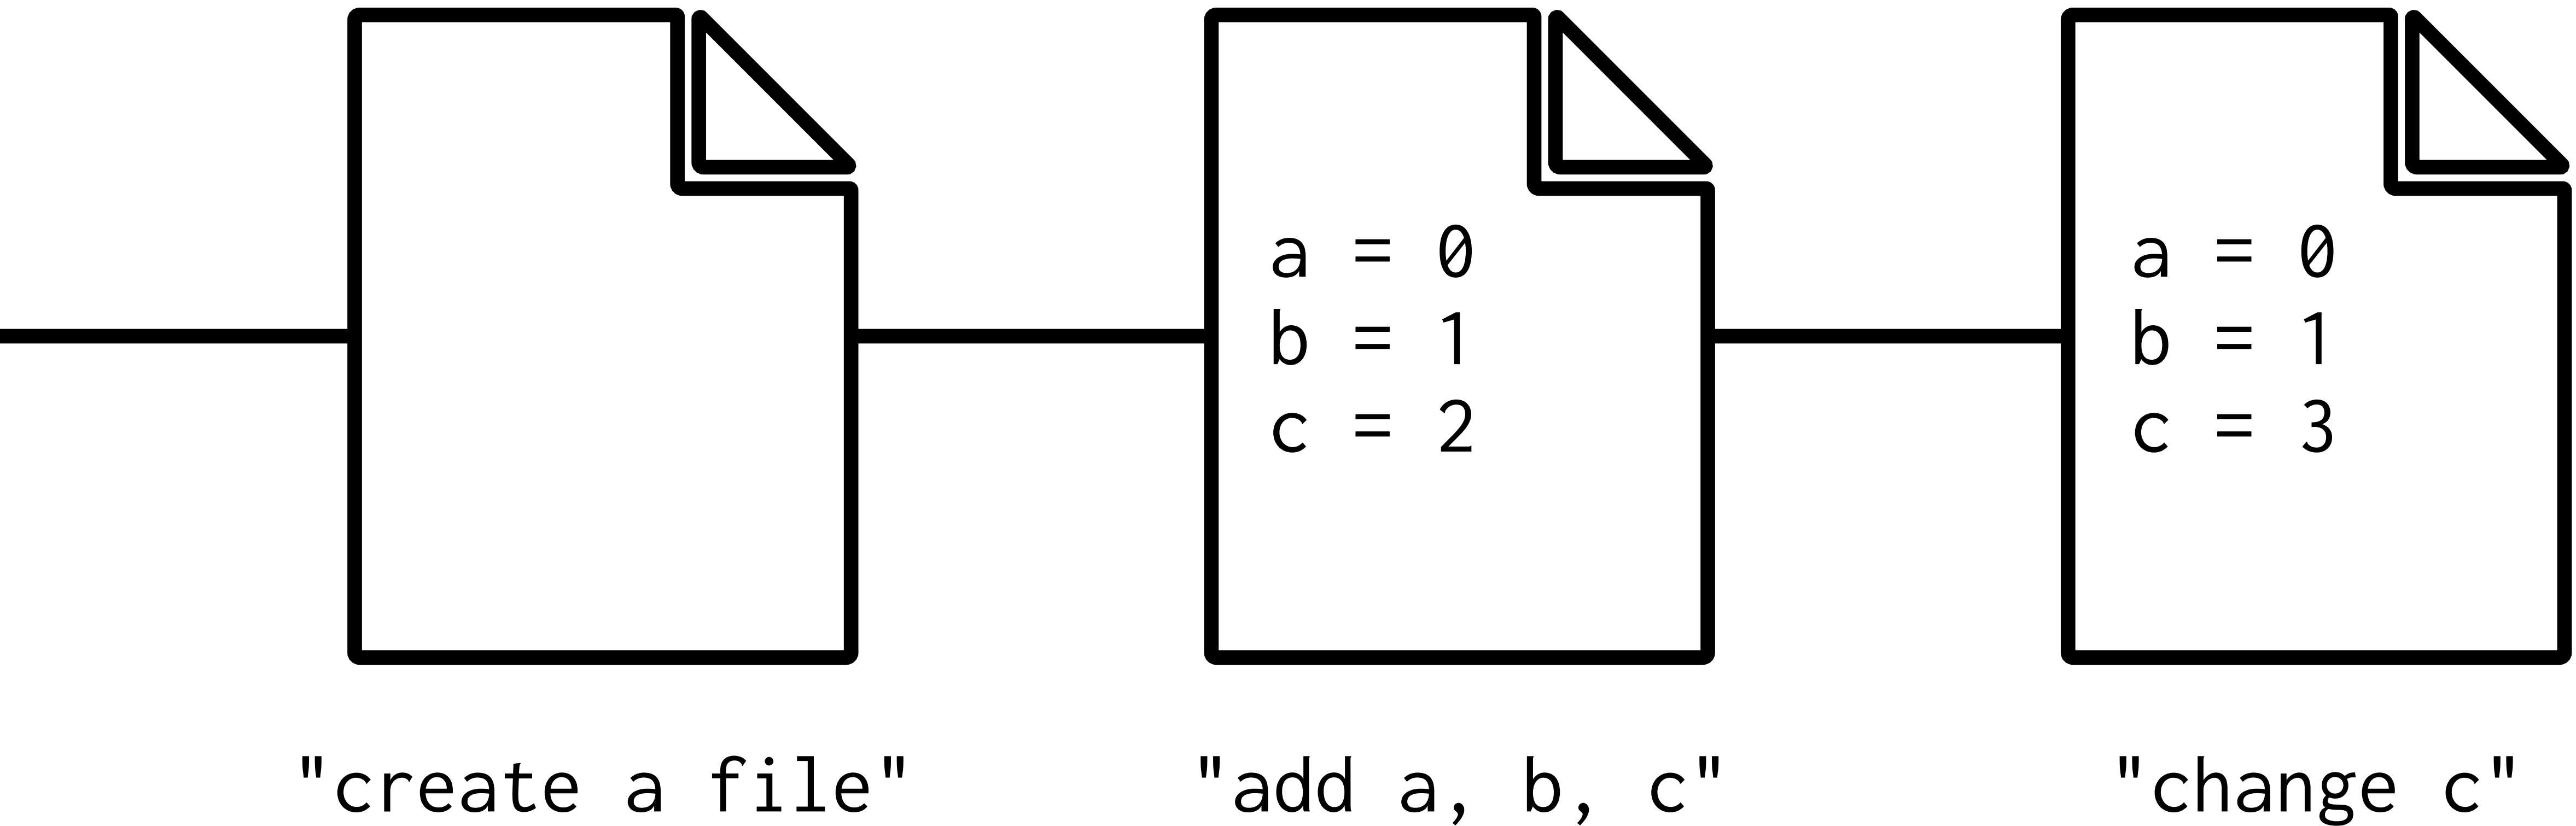 a = 0
b = 1
c = 2
a = 0
b = 1
c = 3
"create a file"
"add a, b, c"
"change c"